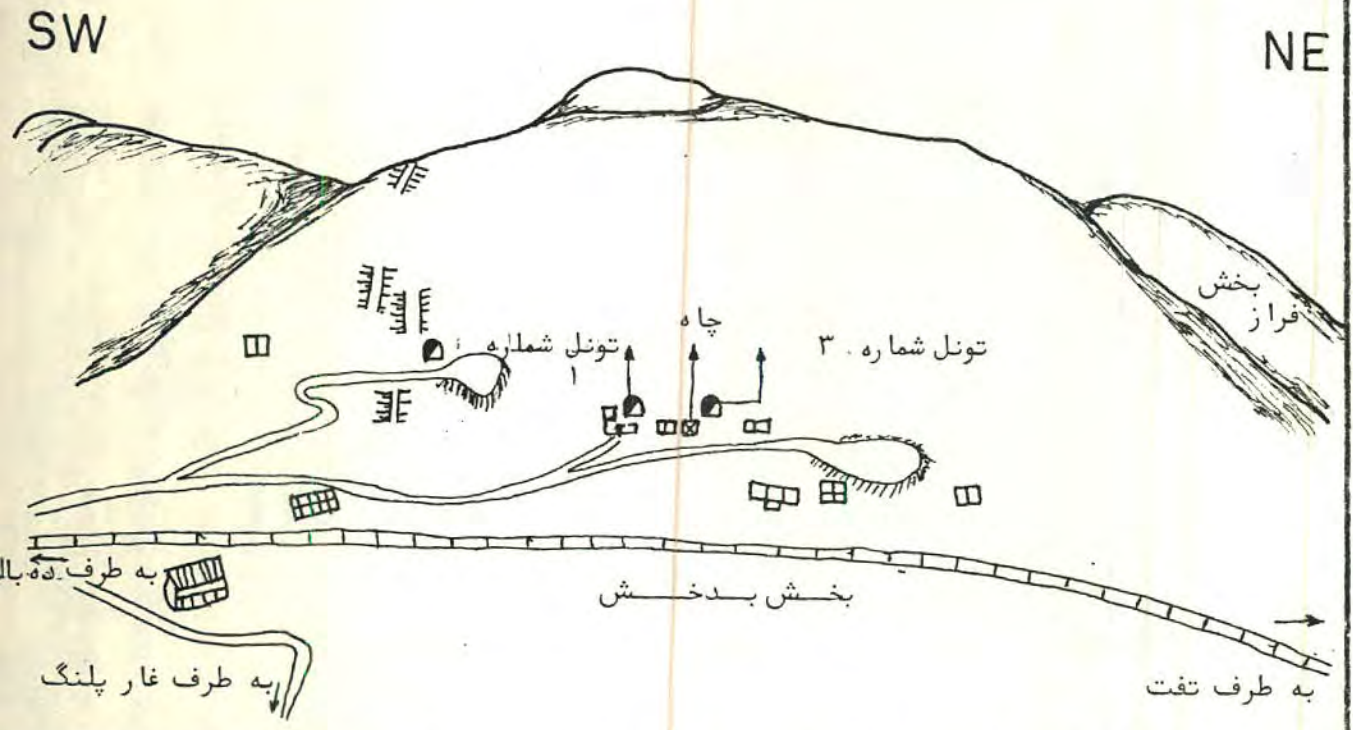 SW
NE
بخش
فراز
چاه
تونل شماره
۱
تونل شماره ۳۰
به طرف ده بال
بخش بدخش
به طرف غار پلنگ
به طرف تفت